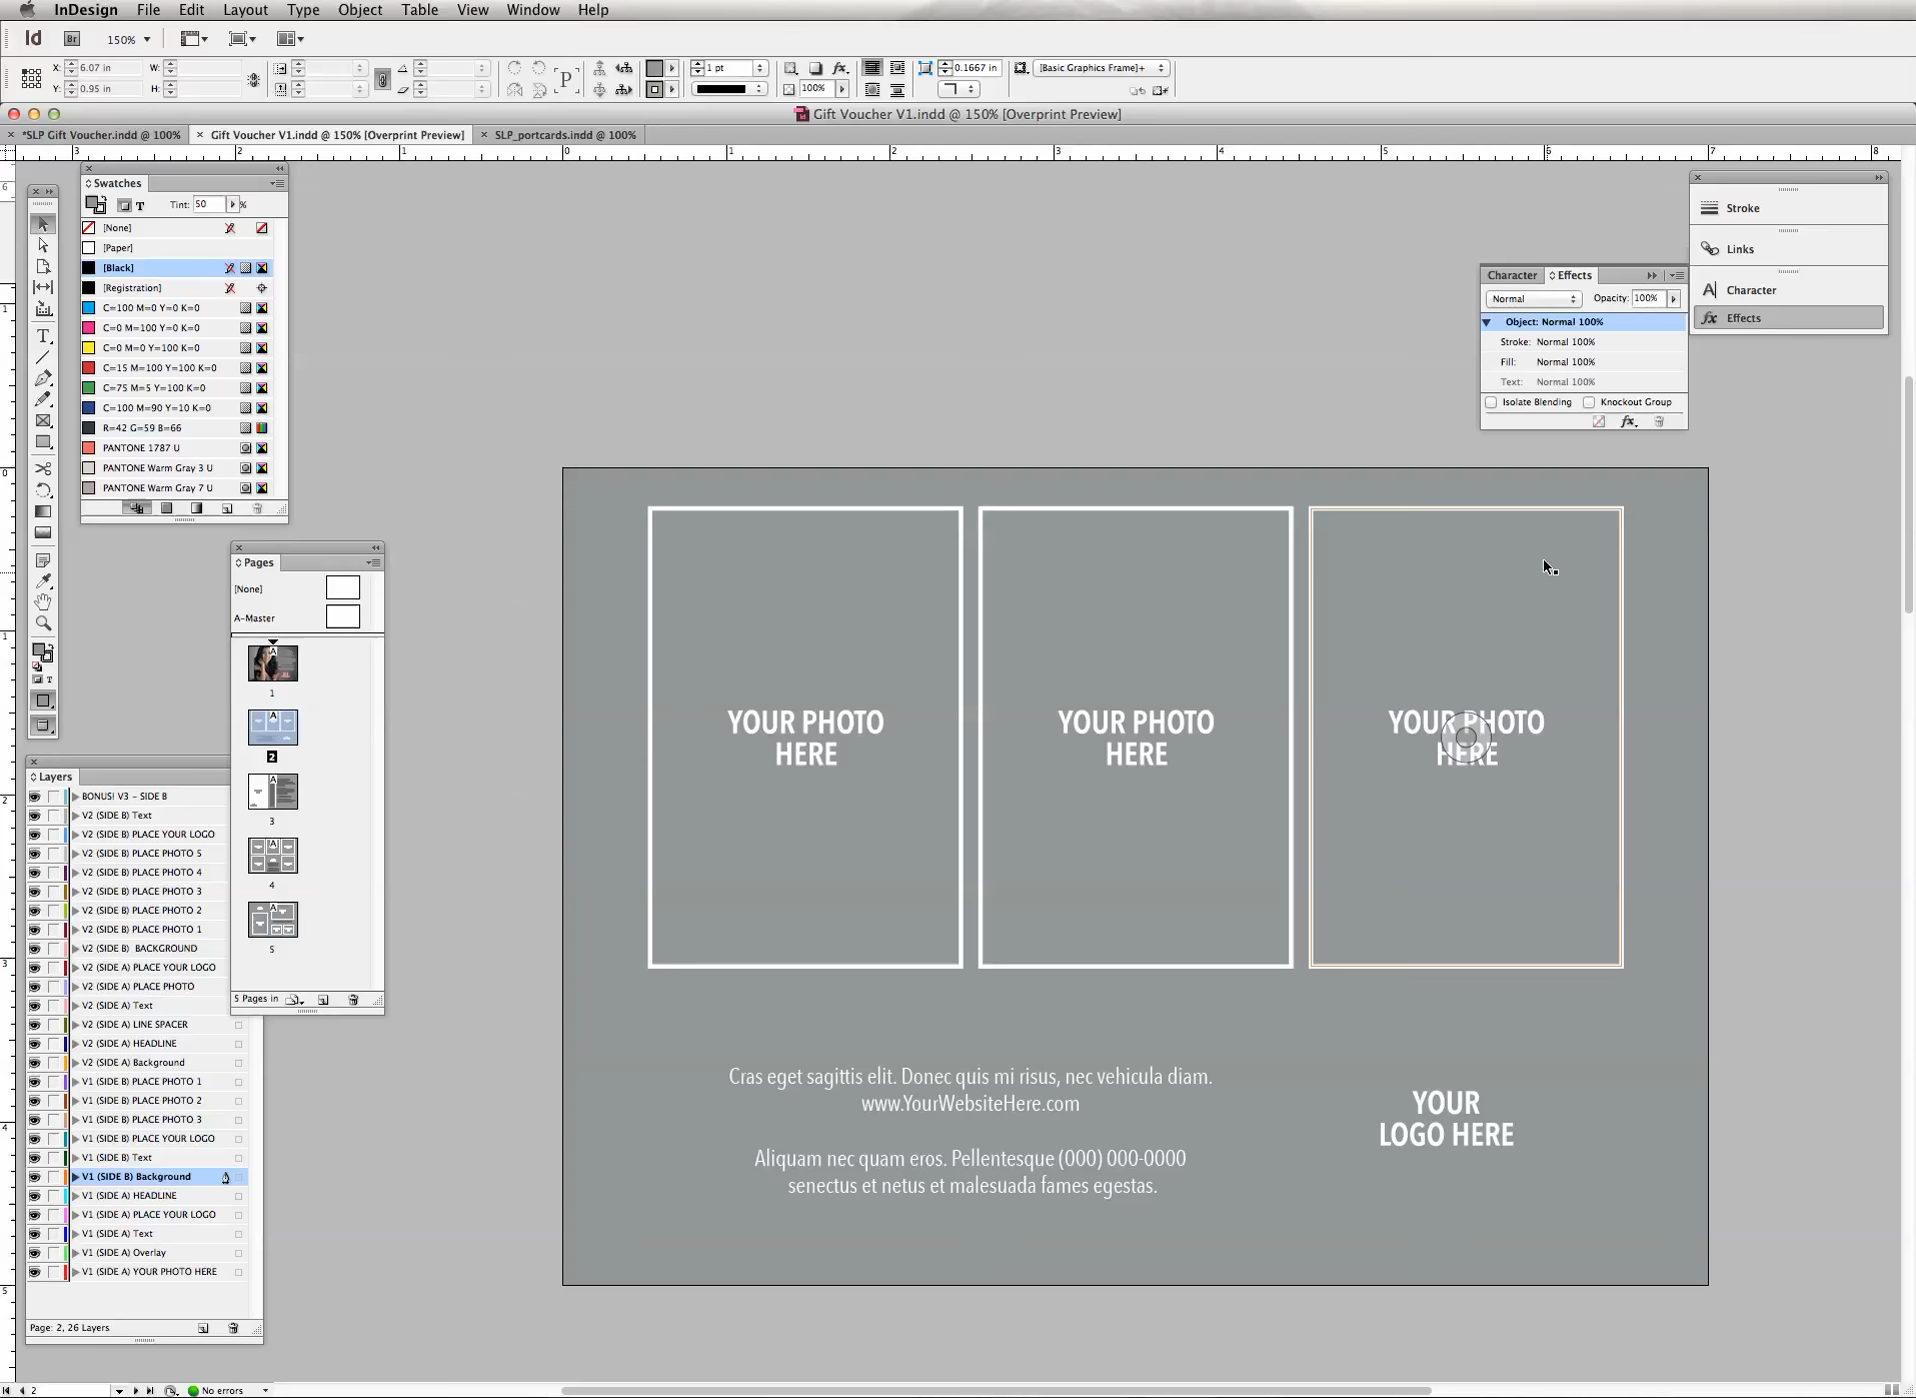 InDesign File Edit Layout Type Object Table View Window Help
Id Br 150%
X: 6.07 in W: 1 pt 0.1667 in [Basic Graphics Frame]+
Y: 0.95 in H: P 100%
Gift Voucher V1.indd @ 150% [Overprint Preview]
*SLP Gift Voucher.indd @ 100% Gift Voucher V1.indd @ 150% [Overprint Preview] SLP_portcards.indd @ 100%
3 2 1 0 1 2 3 4 5 6 7 8
Swatches
T Tint: 50 %
[None]
[Paper]
[Black]
[Registration]
C=100 M=0 Y=0 K=0
C=0 M=100 Y=0 K=0
C=0 M=0 Y=100 K=0
C=15 M=100 Y=100 K=0
C=75 M=5 Y=100 K=0
C=100 M=90 Y=10 K=0
R=42 G=59 B=66
PANTONE 1787 U
PANTONE Warm Gray 3 U
PANTONE Warm Gray 7 U
Pages
[None]
A-Master
1
2
3
4
5
5 Pages in
Layers
BONUS! V3 - SIDE B
V2 (SIDE B) Text
V2 (SIDE B) PLACE YOUR LOGO
V2 (SIDE B) PLACE PHOTO 5
V2 (SIDE B) PLACE PHOTO 4
V2 (SIDE B) PLACE PHOTO 3
V2 (SIDE B) PLACE PHOTO 2
V2 (SIDE B) PLACE PHOTO 1
V2 (SIDE B) BACKGROUND
V2 (SIDE A) PLACE YOUR LOGO
V2 (SIDE A) PLACE PHOTO
V2 (SIDE A) Text
V2 (SIDE A) LINE SPACER
V2 (SIDE A) HEADLINE
V2 (SIDE A) Background
V1 (SIDE B) PLACE PHOTO 1
V1 (SIDE B) PLACE PHOTO 2
V1 (SIDE B) PLACE PHOTO 3
V1 (SIDE B) PLACE YOUR LOGO
V1 (SIDE B) Text
V1 (SIDE B) Background
V1 (SIDE A) HEADLINE
V1 (SIDE A) PLACE YOUR LOGO
V1 (SIDE A) Text
V1 (SIDE A) Overlay
V1 (SIDE A) YOUR PHOTO HERE
Page: 2, 26 Layers
Stroke
Links
Character
Effects
Character Effects
Normal Opacity: 100%
Object: Normal 100%
Stroke: Normal 100%
Fill: Normal 100%
Text: Normal 100%
Isolate Blending Knockout Group
YOUR PHOTO
HERE
YOUR PHOTO
HERE
YOUR PHOTO
HERE
Cras eget sagittis elit. Donec quis mi risus, nec vehicula diam.
www.YourWebsiteHere.com
Aliquam nec quam eros. Pellentesque (000) 000-0000
senectus et netus et malesuada fames egestas.
YOUR
LOGO HERE
2 No errors